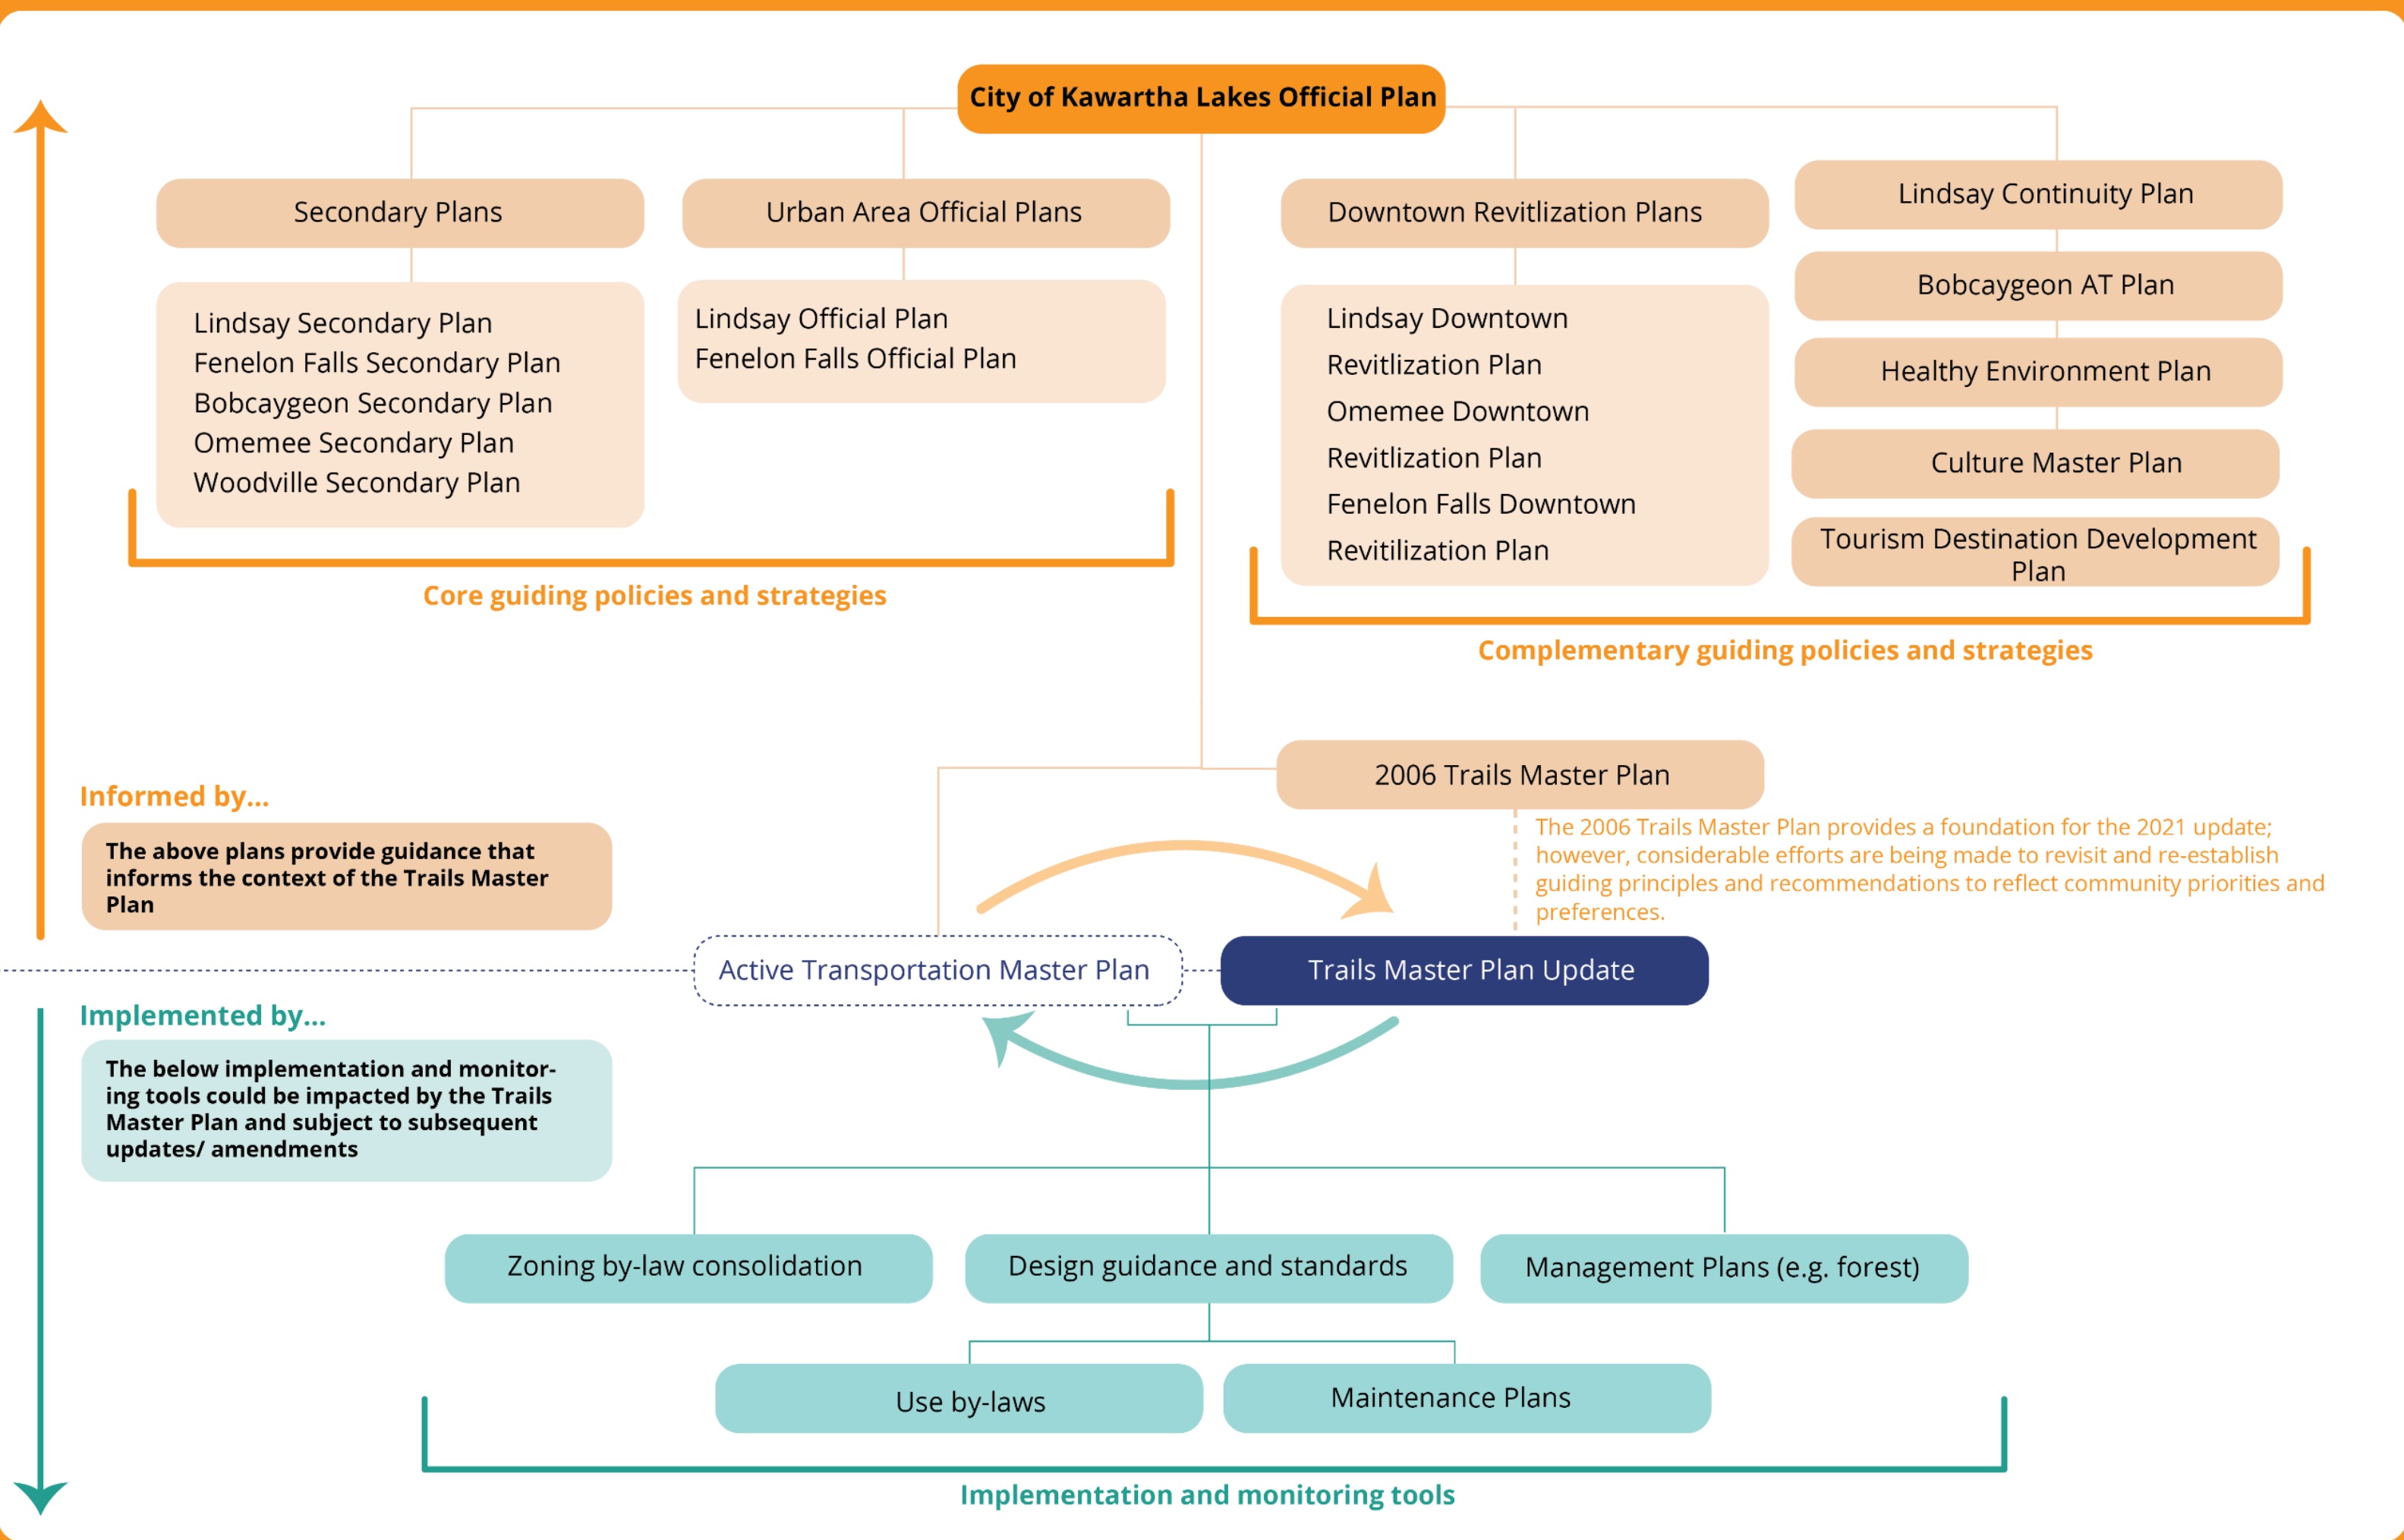 City of Kawartha Lakes Official Plan
Secondary Plans
Lindsay Secondary Plan
Fenelon Falls Secondary Plan
Bobcaygeon Secondary Plan
Omemee Secondary Plan
Woodville Secondary Plan
Urban Area Official Plans
Lindsay Official Plan
Fenelon Falls Official Plan
Core guiding policies and strategies
Downtown Revitlization Plans
Lindsay Downtown
Revitlization Plan
Omemee Downtown
Revitlization Plan
Fenelon Falls Downtown
Revitilization Plan
Lindsay Continuity Plan
Bobcaygeon AT Plan
Healthy Environment Plan
Culture Master Plan
Tourism Destination Development
Plan
Complementary guiding policies and strategies
Informed by...
The above plans provide guidance that
informs the context of the Trails Master
Plan
2006 Trails Master Plan
The 2006 Trails Master Plan provides a foundation for the 2021 update;
however, considerable efforts are being made to revisit and re-establish
guiding principles and recommendations to reflect community priorities and
preferences.
Active Transportation Master Plan
Trails Master Plan Update
Implemented by...
The below implementation and monitor-
ing tools could be impacted by the Trails
Master Plan and subject to subsequent
updates/ amendments
Zoning by-law consolidation
Design guidance and standards
Management Plans (e.g. forest)
Use by-laws
Maintenance Plans
Implementation and monitoring tools